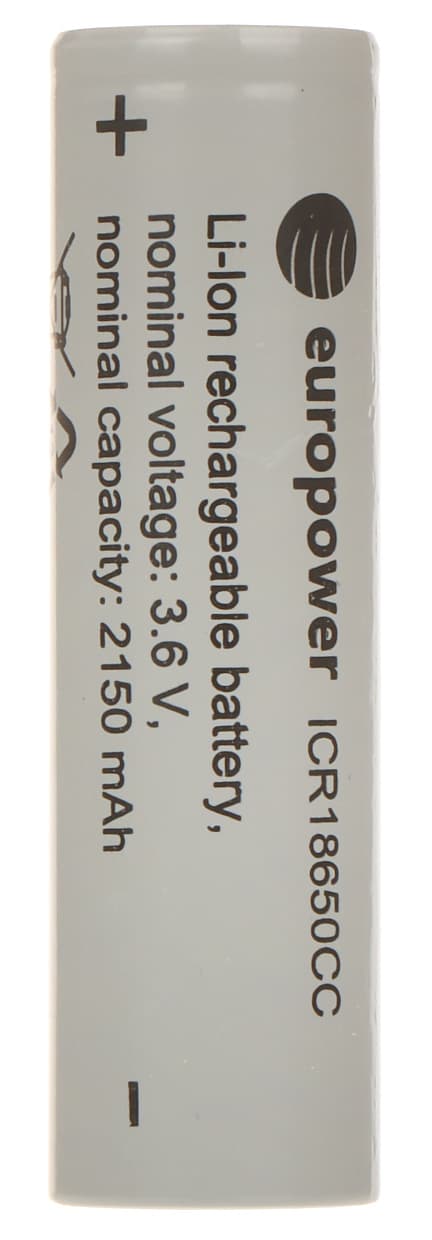 europower ICR18650CC
Li-Ion rechargeable battery,
nominal voltage: 3.6 V,
nominal capacity: 2150 mAh
+
-